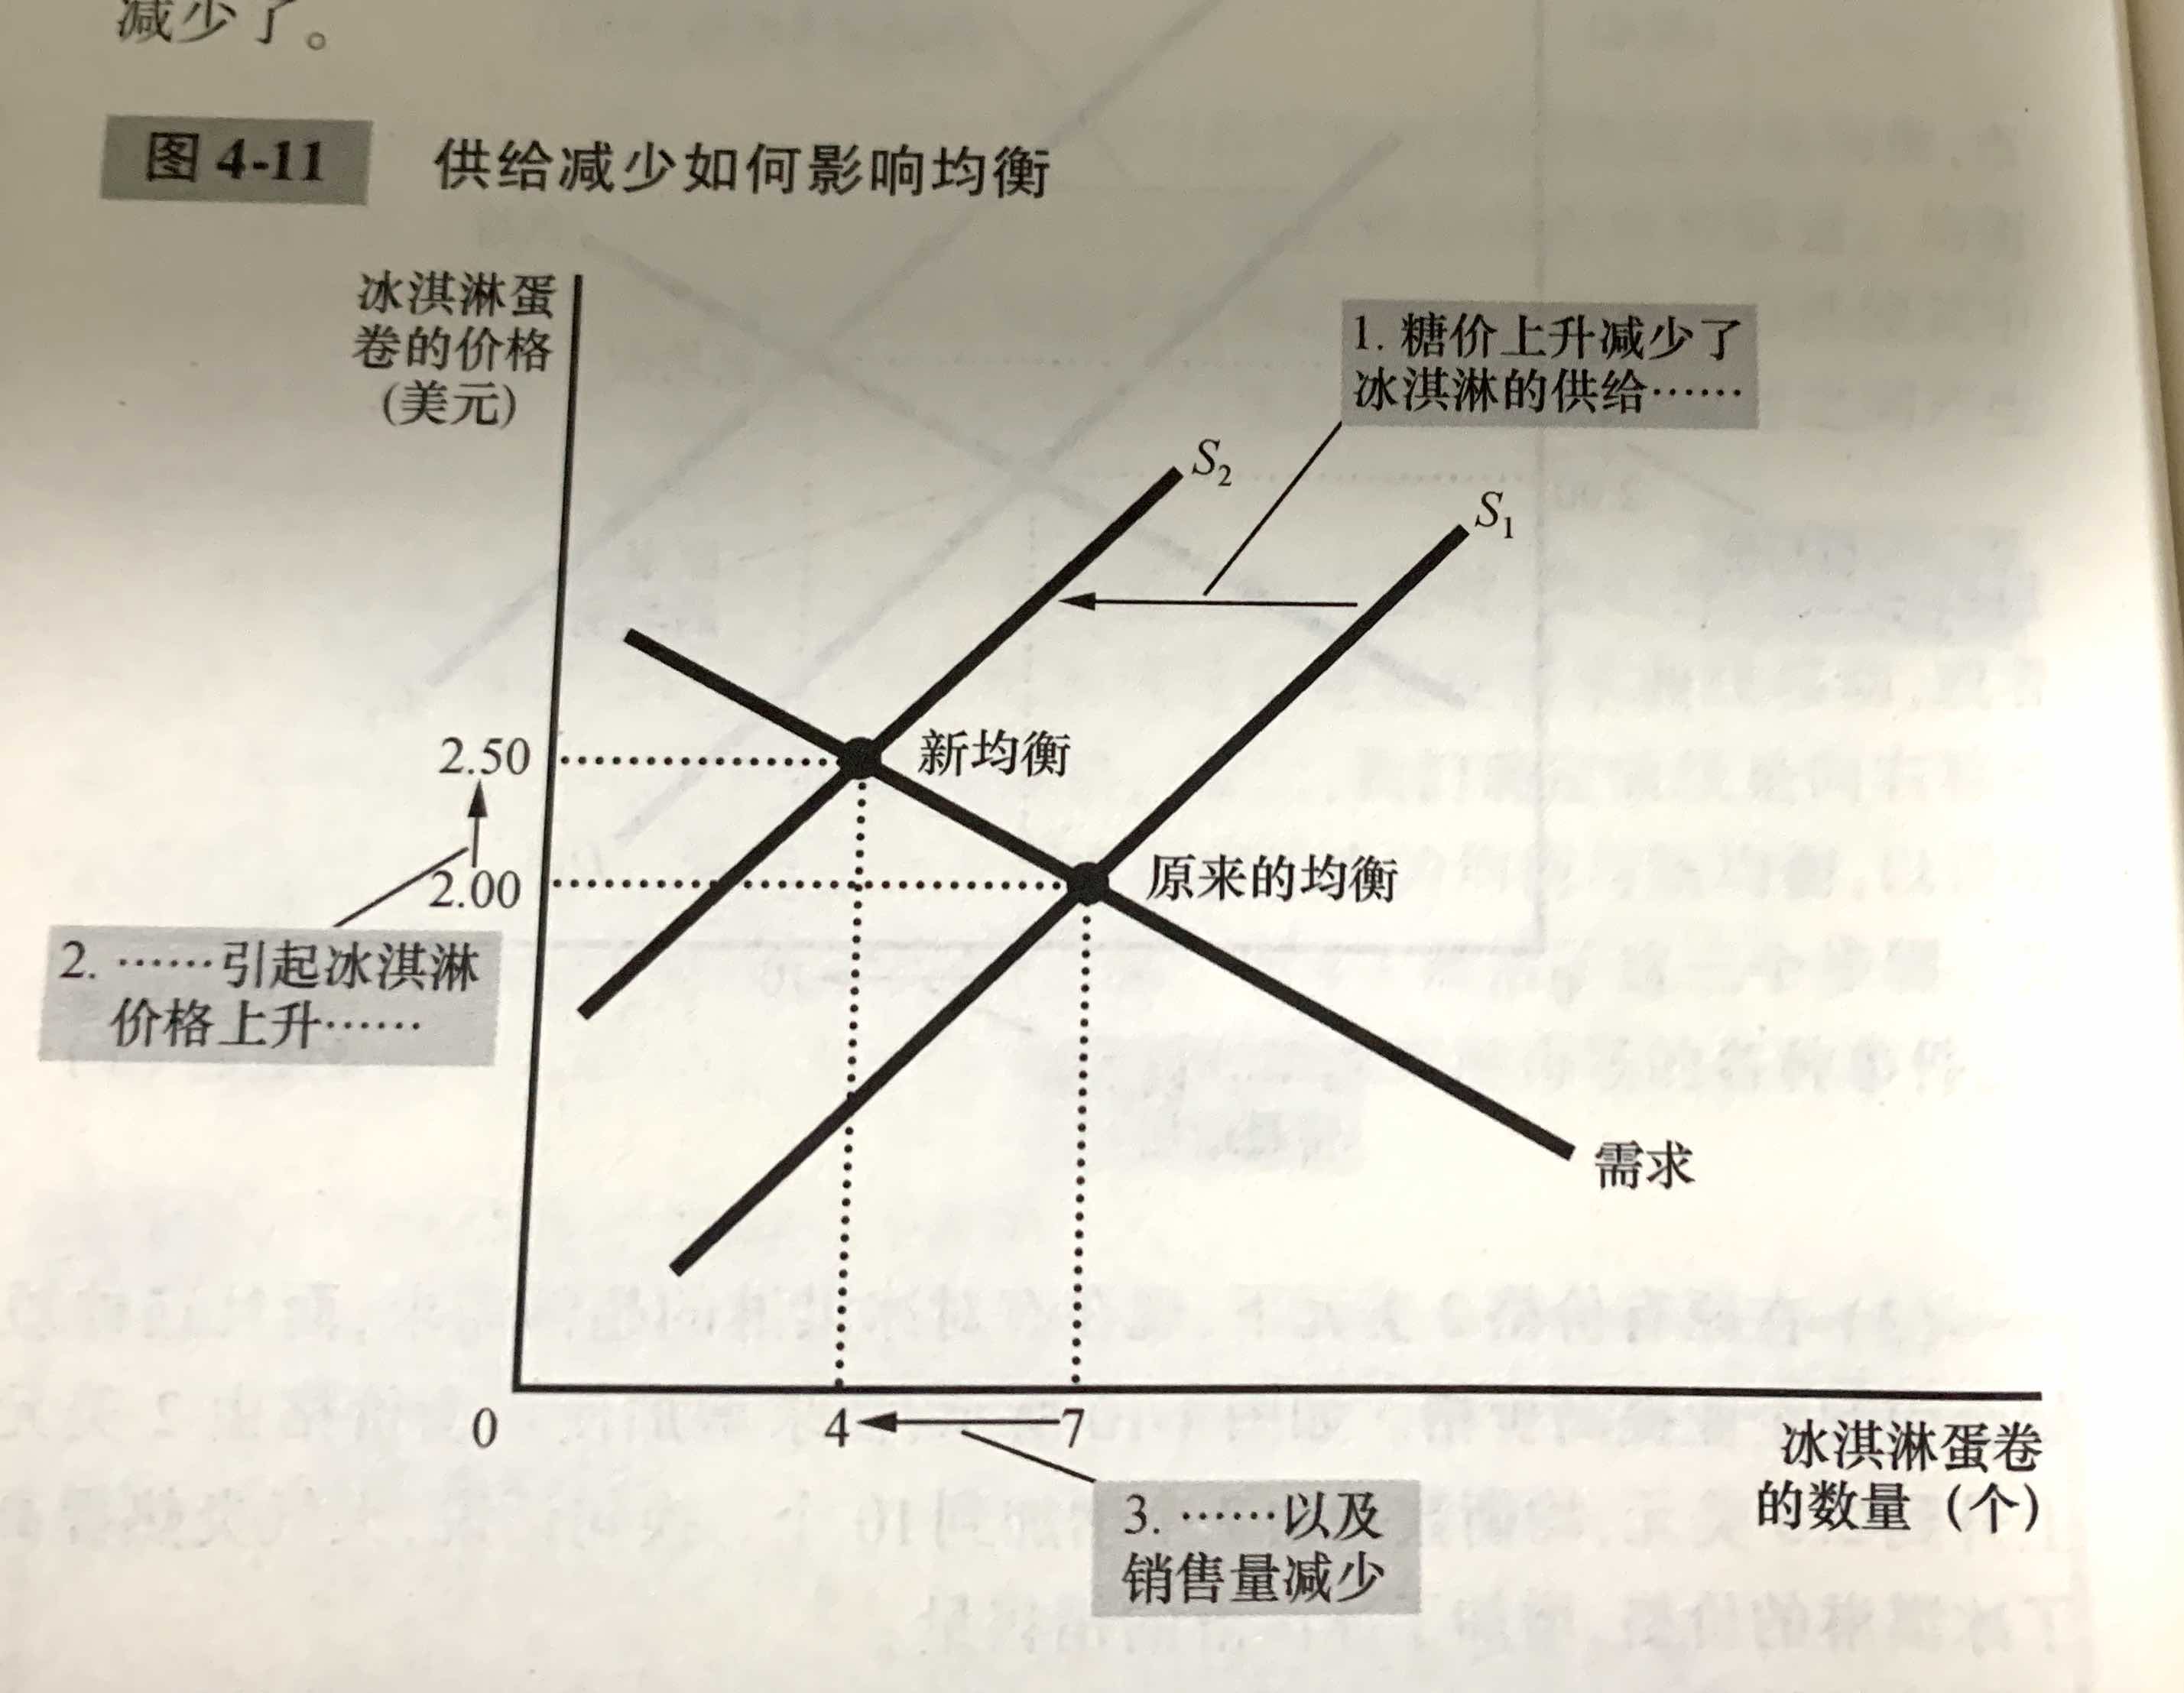 减少了。
图 4-11 供给减少如何影响均衡
冰淇淋蛋
卷的价格
(美元)
1. 糖价上升减少了
冰淇淋的供给……
S₂
S₁
2.50
新均衡
2.00
原来的均衡
2. ……引起冰淇淋
价格上升……
需求
0
4
7
冰淇淋蛋卷
的数量（个）
3. ……以及
销售量减少